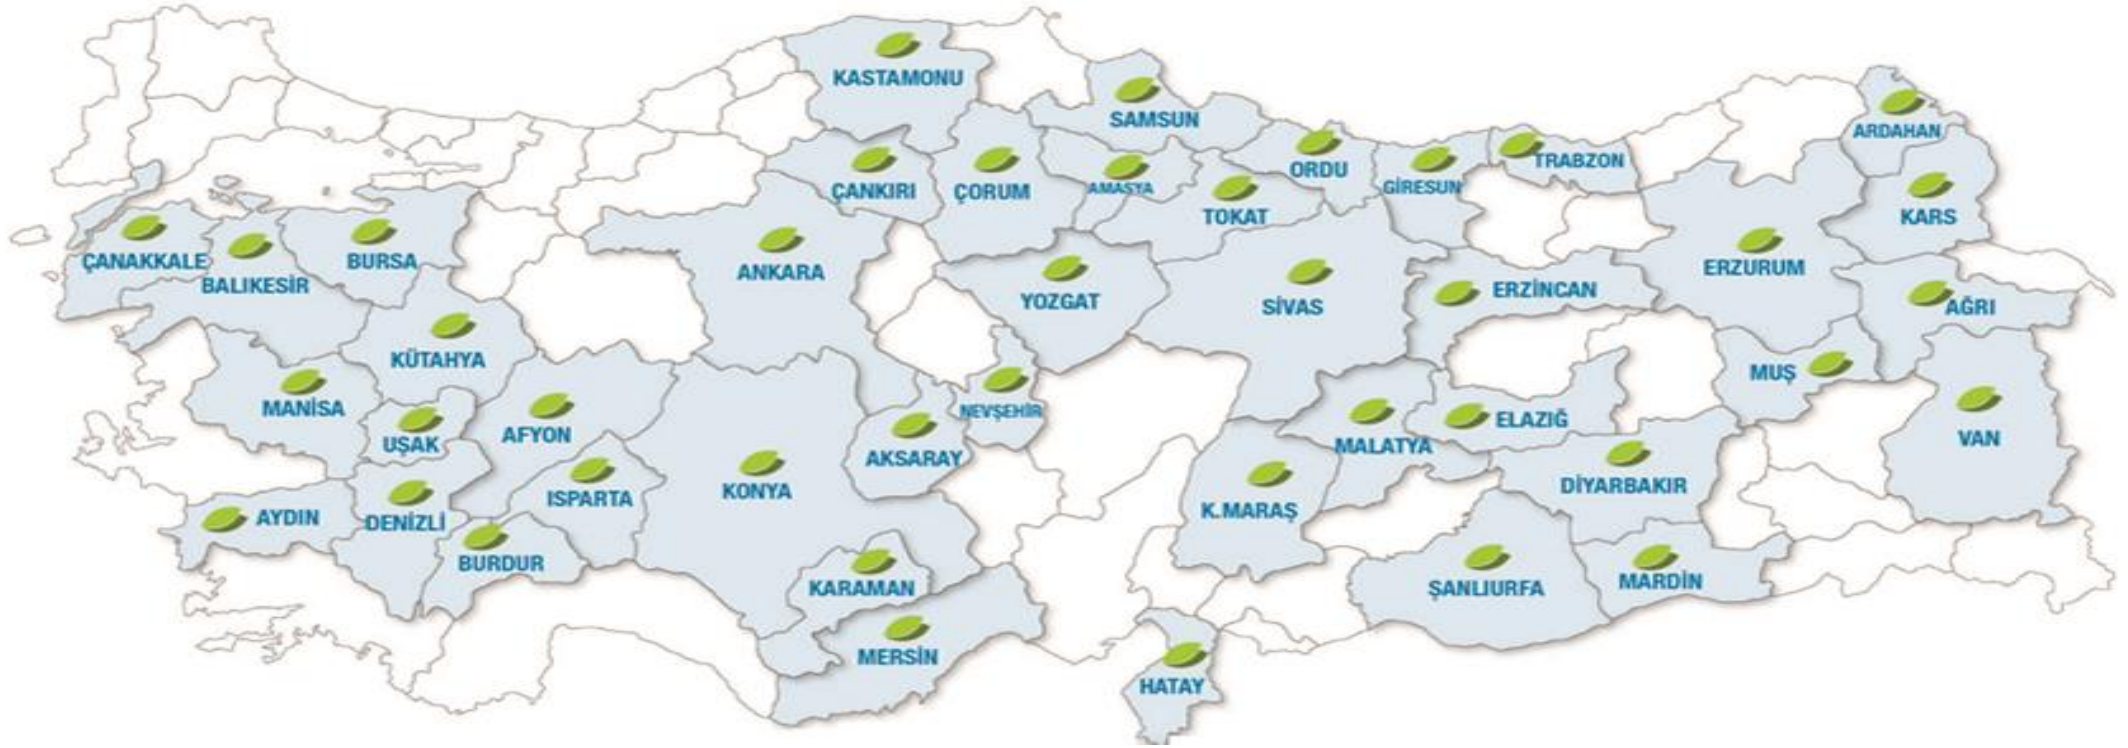 KASTAMONU
SAMSUN
ARDAHAN
ÇANKIRI
ÇORUM
AMASYA
TOKAT
ORDU
GİRESUN
TRABZON
KARS
ÇANAKKALE
BALIKESİR
BURSA
ANKARA
YOZGAT
SİVAS
ERZİNCAN
ERZURUM
AĞRI
KÜTAHYA
MANİSA
UŞAK
AFYON
NEVŞEHİR
AKSARAY
MALATYA
ELAZIĞ
MUŞ
VAN
AYDIN
DENİZLİ
ISPARTA
BURDUR
KONYA
K.MARAŞ
DİYARBAKIR
KARAMAN
MERSİN
HATAY
ŞANLIURFA
MARDİN